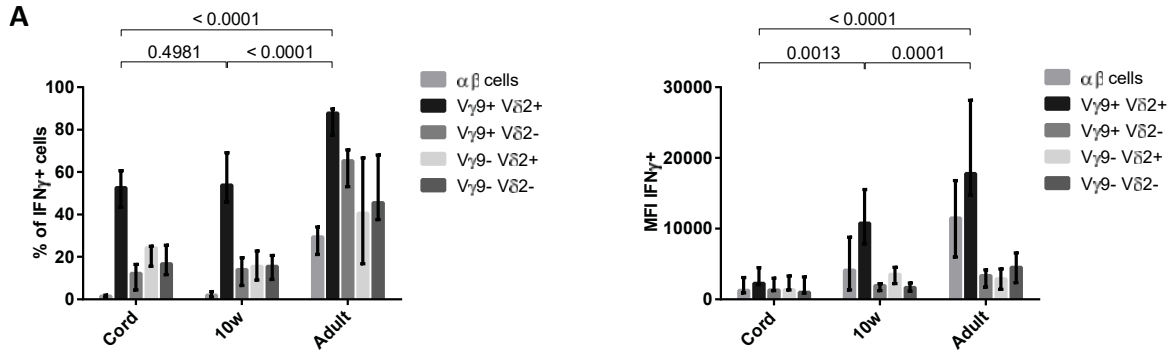 A
< 0.0001
0.4981
< 0.0001
100
80
60
40
20
0
% of IFNγ+ cells
Cord
10w
Adult
αβ cells
Vγ9+ Vδ2+
Vγ9+ Vδ2-
Vγ9- Vδ2+
Vγ9- Vδ2-
< 0.0001
0.0013
0.0001
30000
20000
10000
0
MFI IFNγ+
Cord
10w
Adult
αβ cells
Vγ9+ Vδ2+
Vγ9+ Vδ2-
Vγ9- Vδ2+
Vγ9- Vδ2-